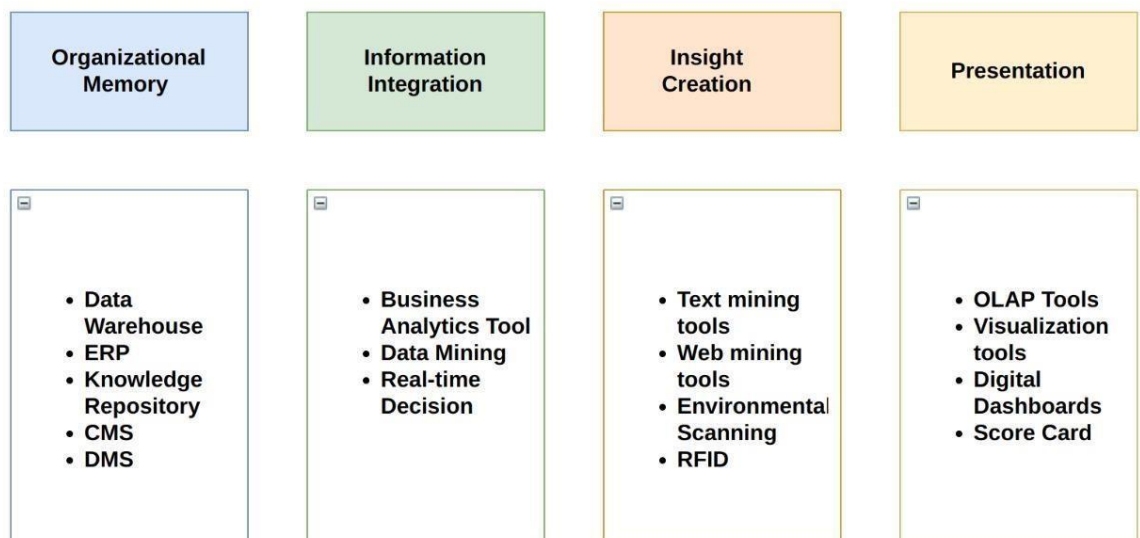 Organizational
Memory
Information
Integration
Insight
Creation
Presentation
• Data
Warehouse
• ERP
• Knowledge
Repository
• CMS
• DMS
• Business
Analytics Tool
• Data Mining
• Real-time
Decision
• Text mining
tools
• Web mining
tools
• Environmental
Scanning
• RFID
• OLAP Tools
• Visualization
tools
• Digital
Dashboards
• Score Card